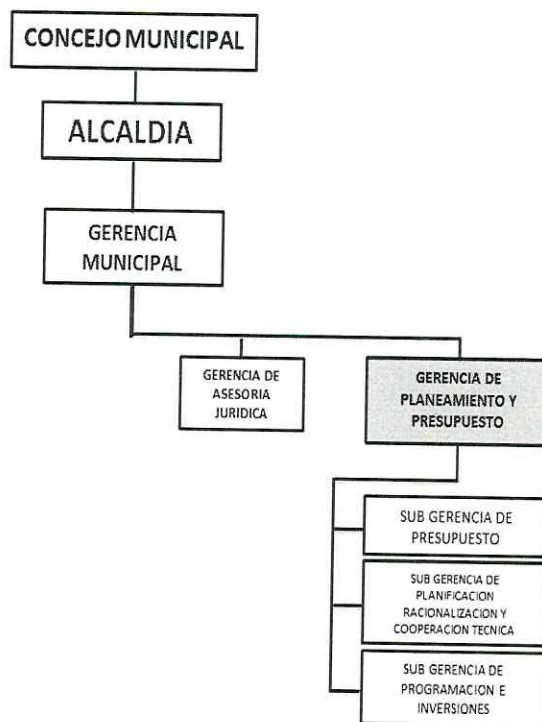 CONCEJO MUNICIPAL
ALCALDIA
GERENCIA
MUNICIPAL
GERENCIA DE
ASESORIA
JURIDICA
GERENCIA DE
PLANEAMIENTO Y
PRESUPUESTO
SUB GERENCIA DE
PRESUPUESTO
SUB GERENCIA DE
PLANIFICACION
RACIONALIZACION Y
COOPERACION TECNICA
SUB GERENCIA DE
PROGRAMACION E
INVERSIONES